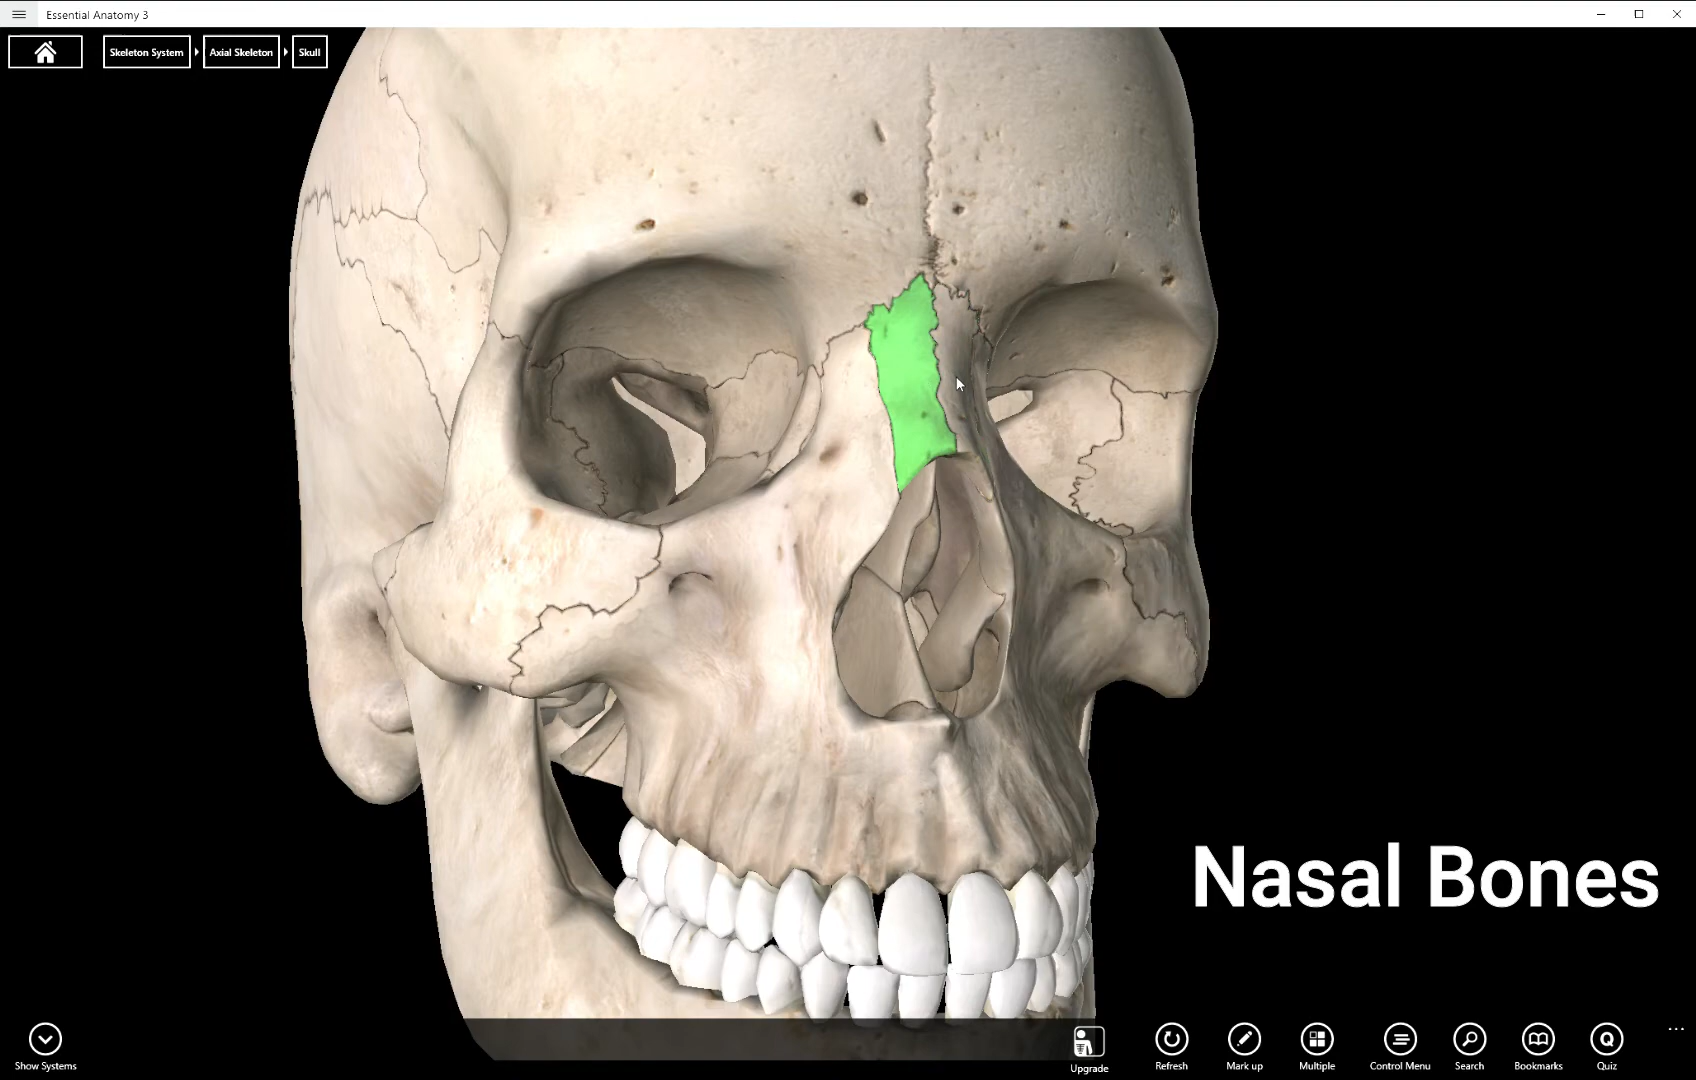 Essential Anatomy 3
Skeleton System
Axial Skeleton
Skull
Nasal Bones
Show Systems
Upgrade
Refresh
Mark up
Multiple
Control Menu
Search
Bookmarks
Q
Quiz